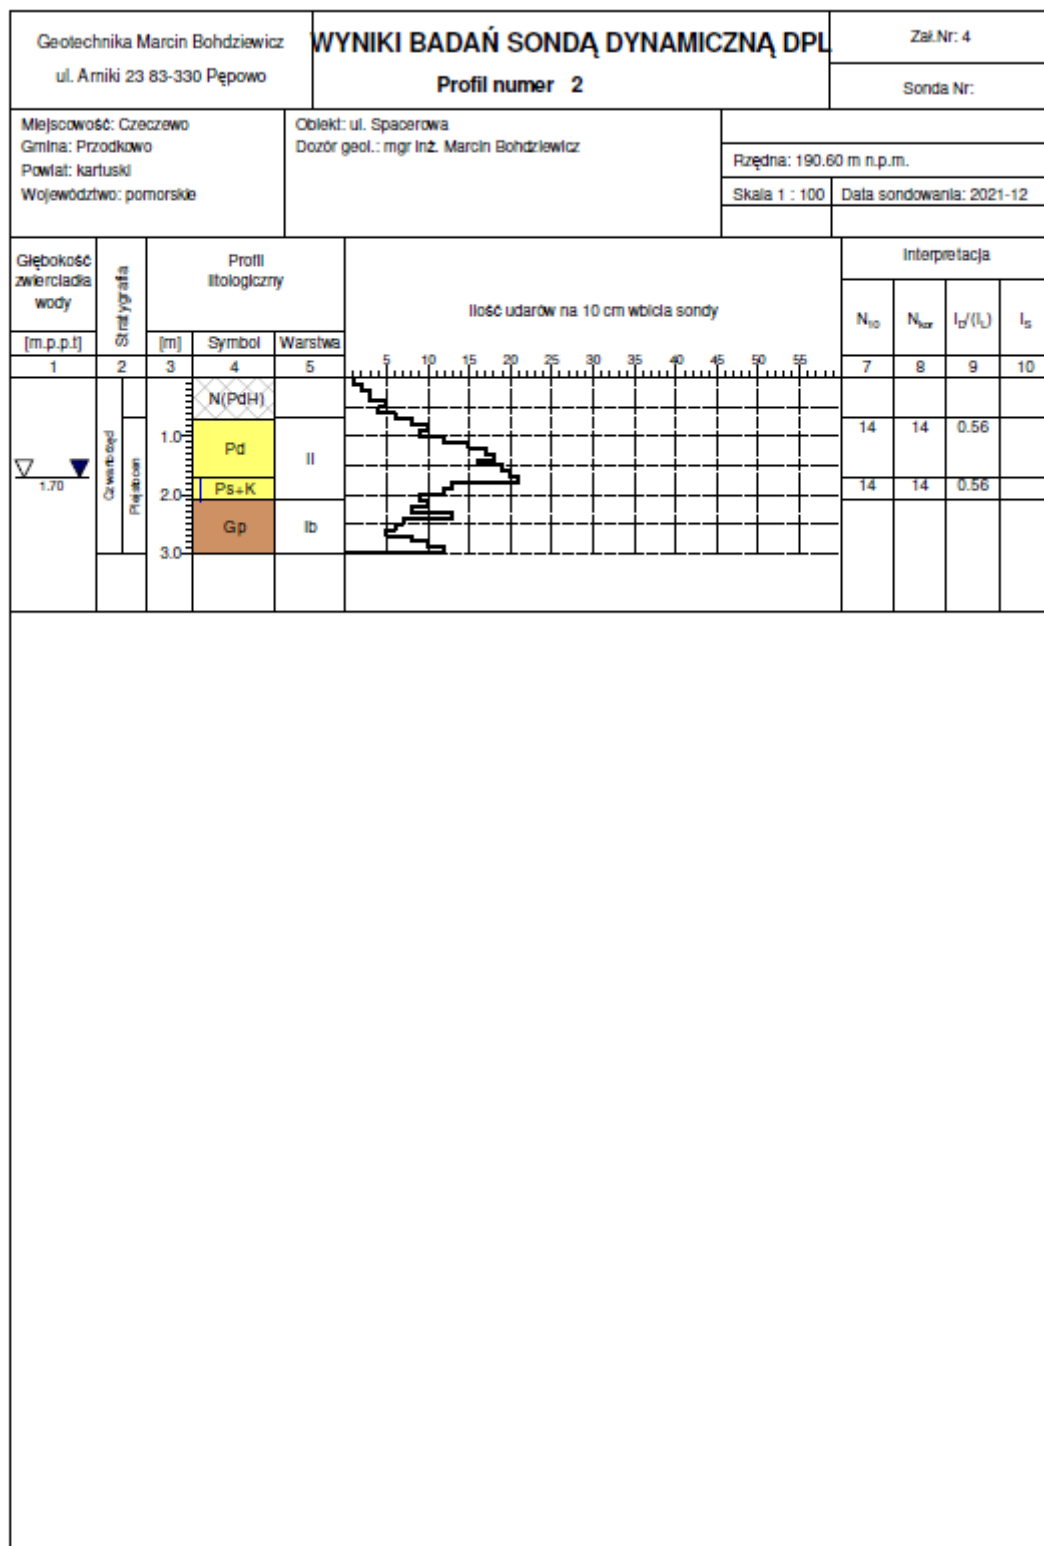 Geotechnika Marcin Bohdziewicz
ul. Arniki 23 83-330 Pępowo
WYNIKI BADAŃ SONDĄ DYNAMICZNĄ DPL
Profil numer 2
Zał.Nr: 4
Sonda Nr:
Miejscowość: Czeczewo
Gmina: Przodkowo
Powiat: kartuski
Województwo: pomorskie
Obiekt: ul. Spacerowa
Dozór geol.: mgr inż. Marcin Bohdziewicz
Rzędna: 190.60 m n.p.m.
Skala 1 : 100
Data sondowania: 2021-12
Głębokość
zwierciadła
wody
[m.p.p.t]
Stratygrafia
Profil
litologiczny
[m]
Symbol
Warstwa
Ilość udarów na 10 cm wbicia sondy
Interpretacja
N10
Nkor
ID/(IL)
IS
1 2 3 4 5
5 10 15 20 25 30 35 40 45 50 55
7 8 9 10
1.70
Czwartorzęd
Plejstocen
1.0
2.0
3.0
N(PdH)
Pd
Ps+K
Gp
II
Ib
14 14 0.56
14 14 0.56